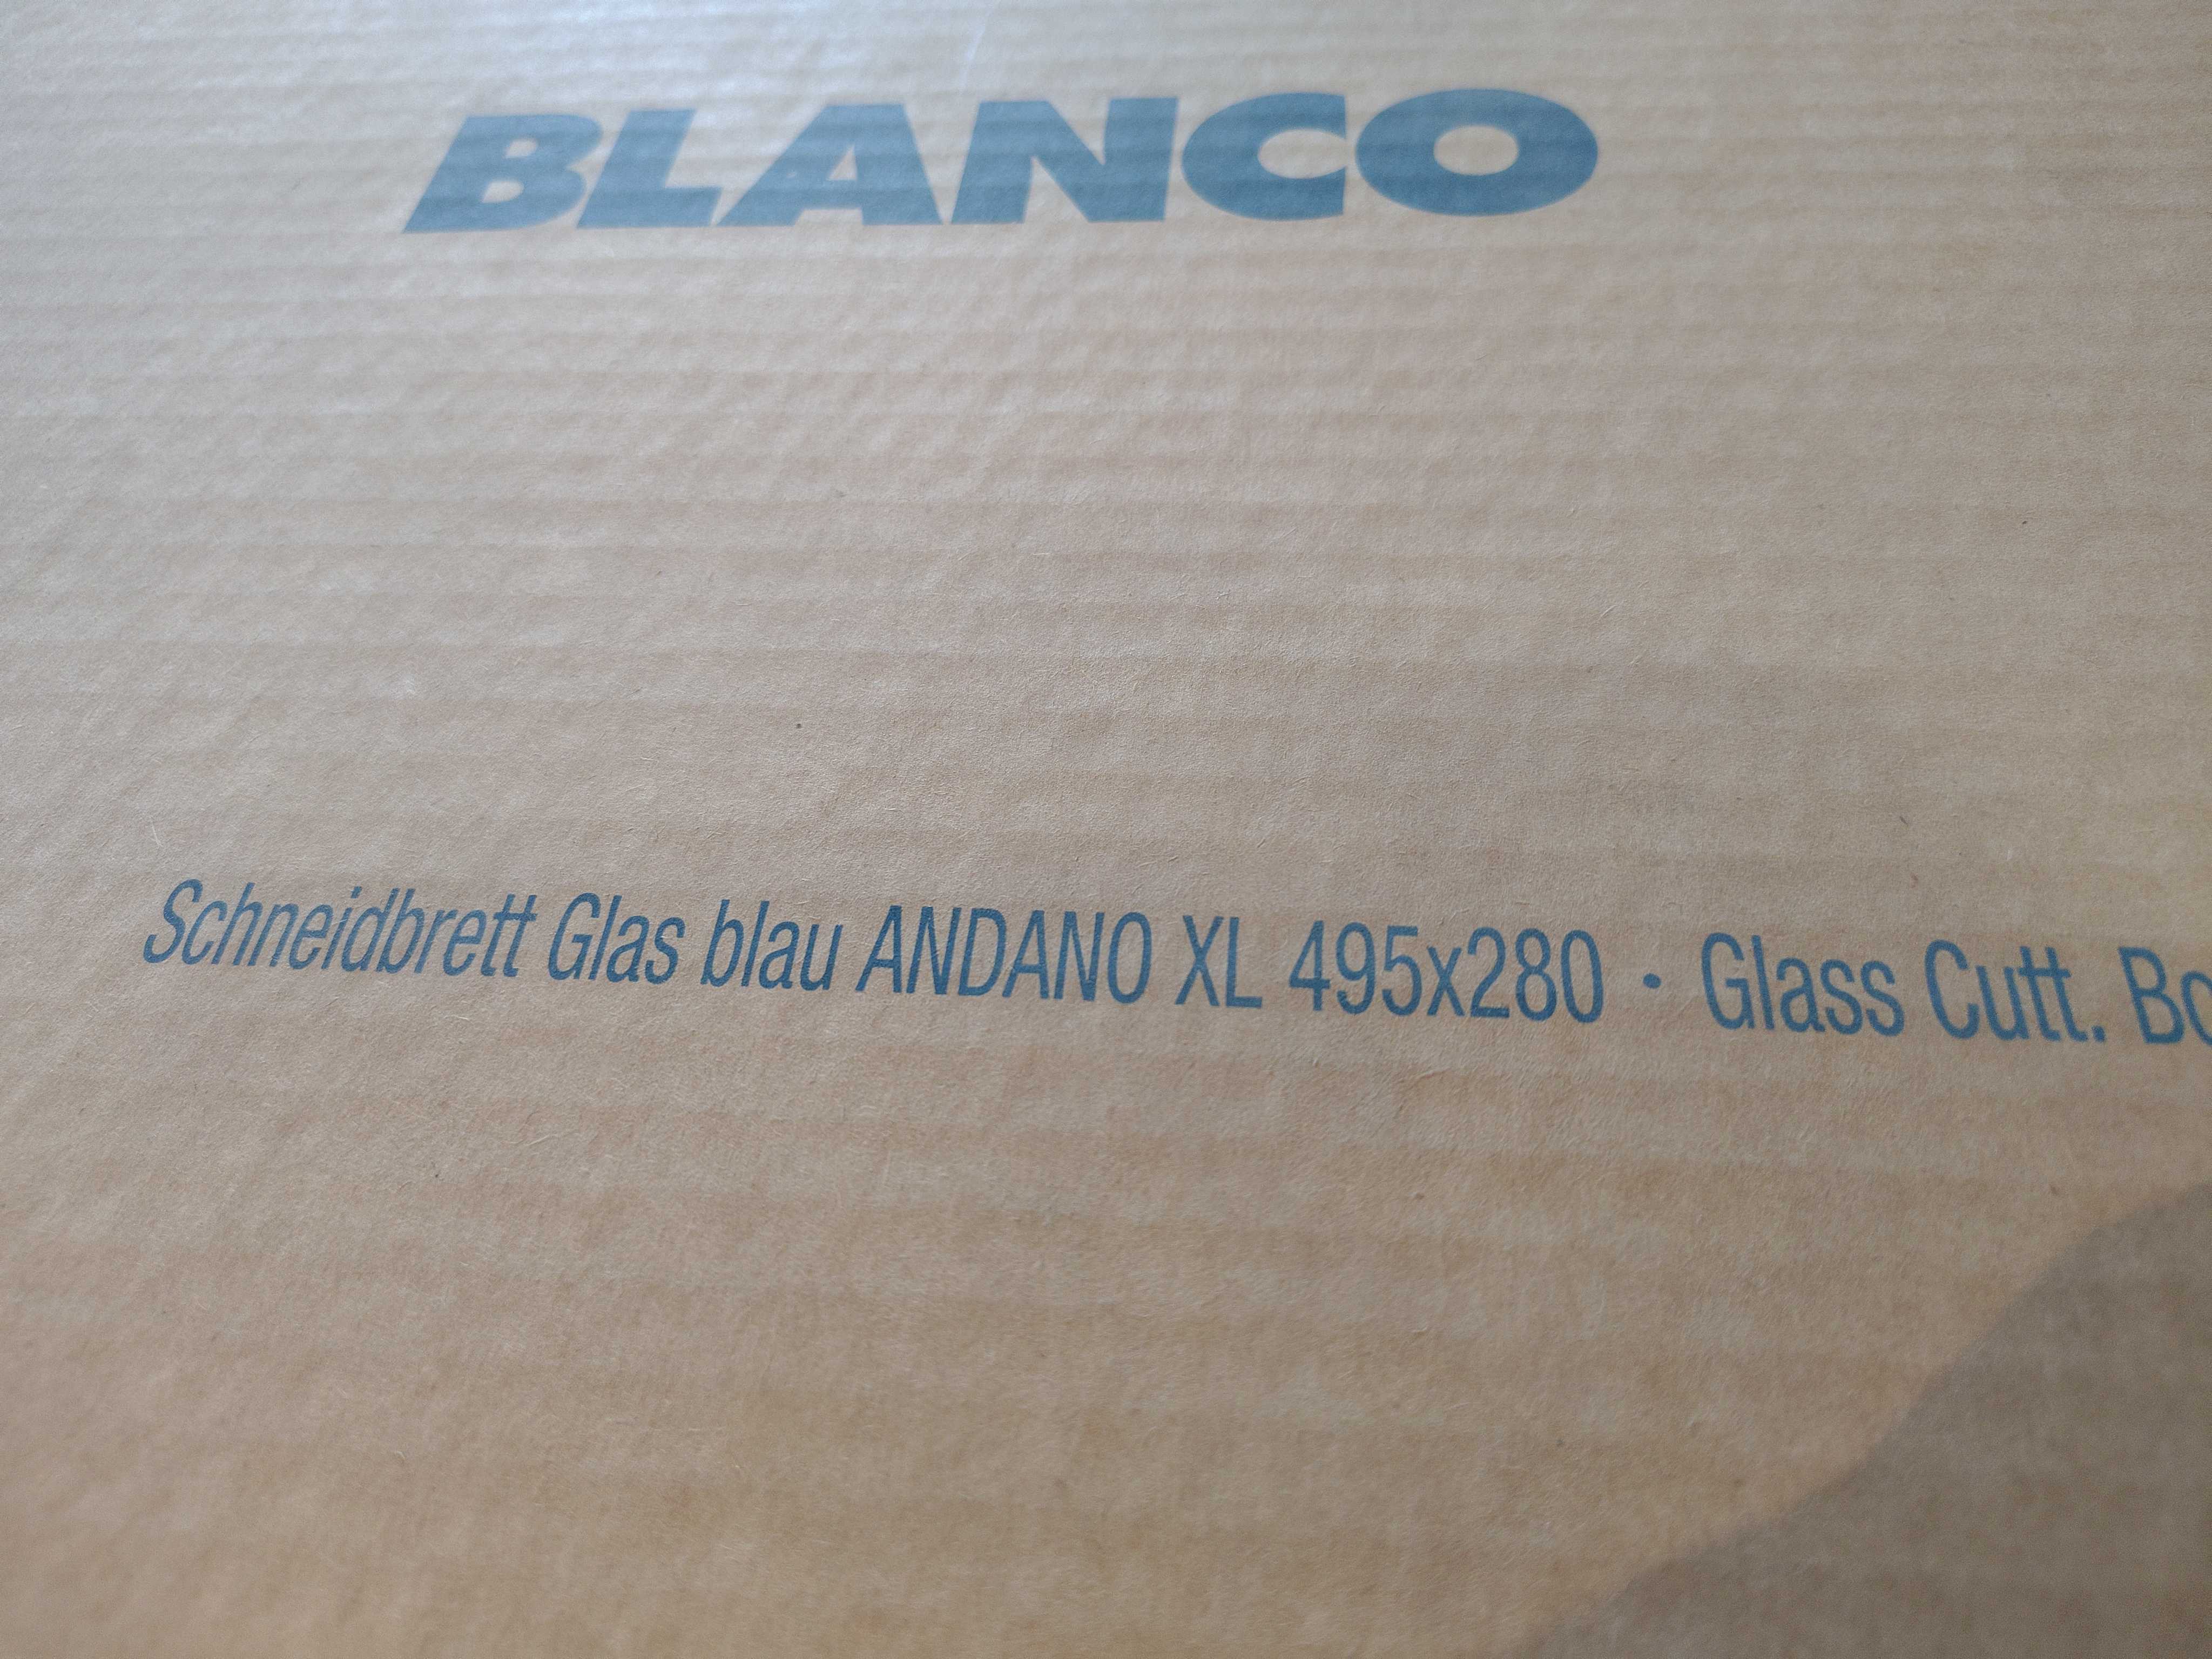 BLANCO
Schneidbrett Glas blau ANDANO XL 495x280 · Glass Cutt.